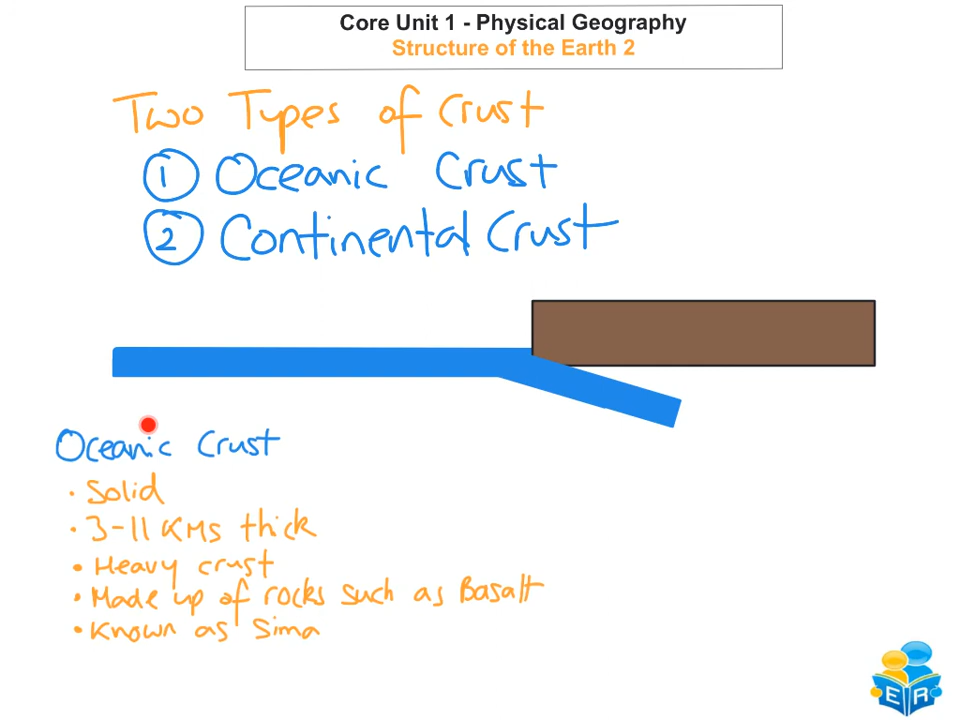 Core Unit 1 - Physical Geography
Structure of the Earth 2
Two Types of Crust
1 Oceanic Crust
2 Continental Crust
Oceanic Crust
• Solid
• 3-11 KMs thick
• Heavy crust
• Made up of rocks such as Basalt
• Known as Sima
E R